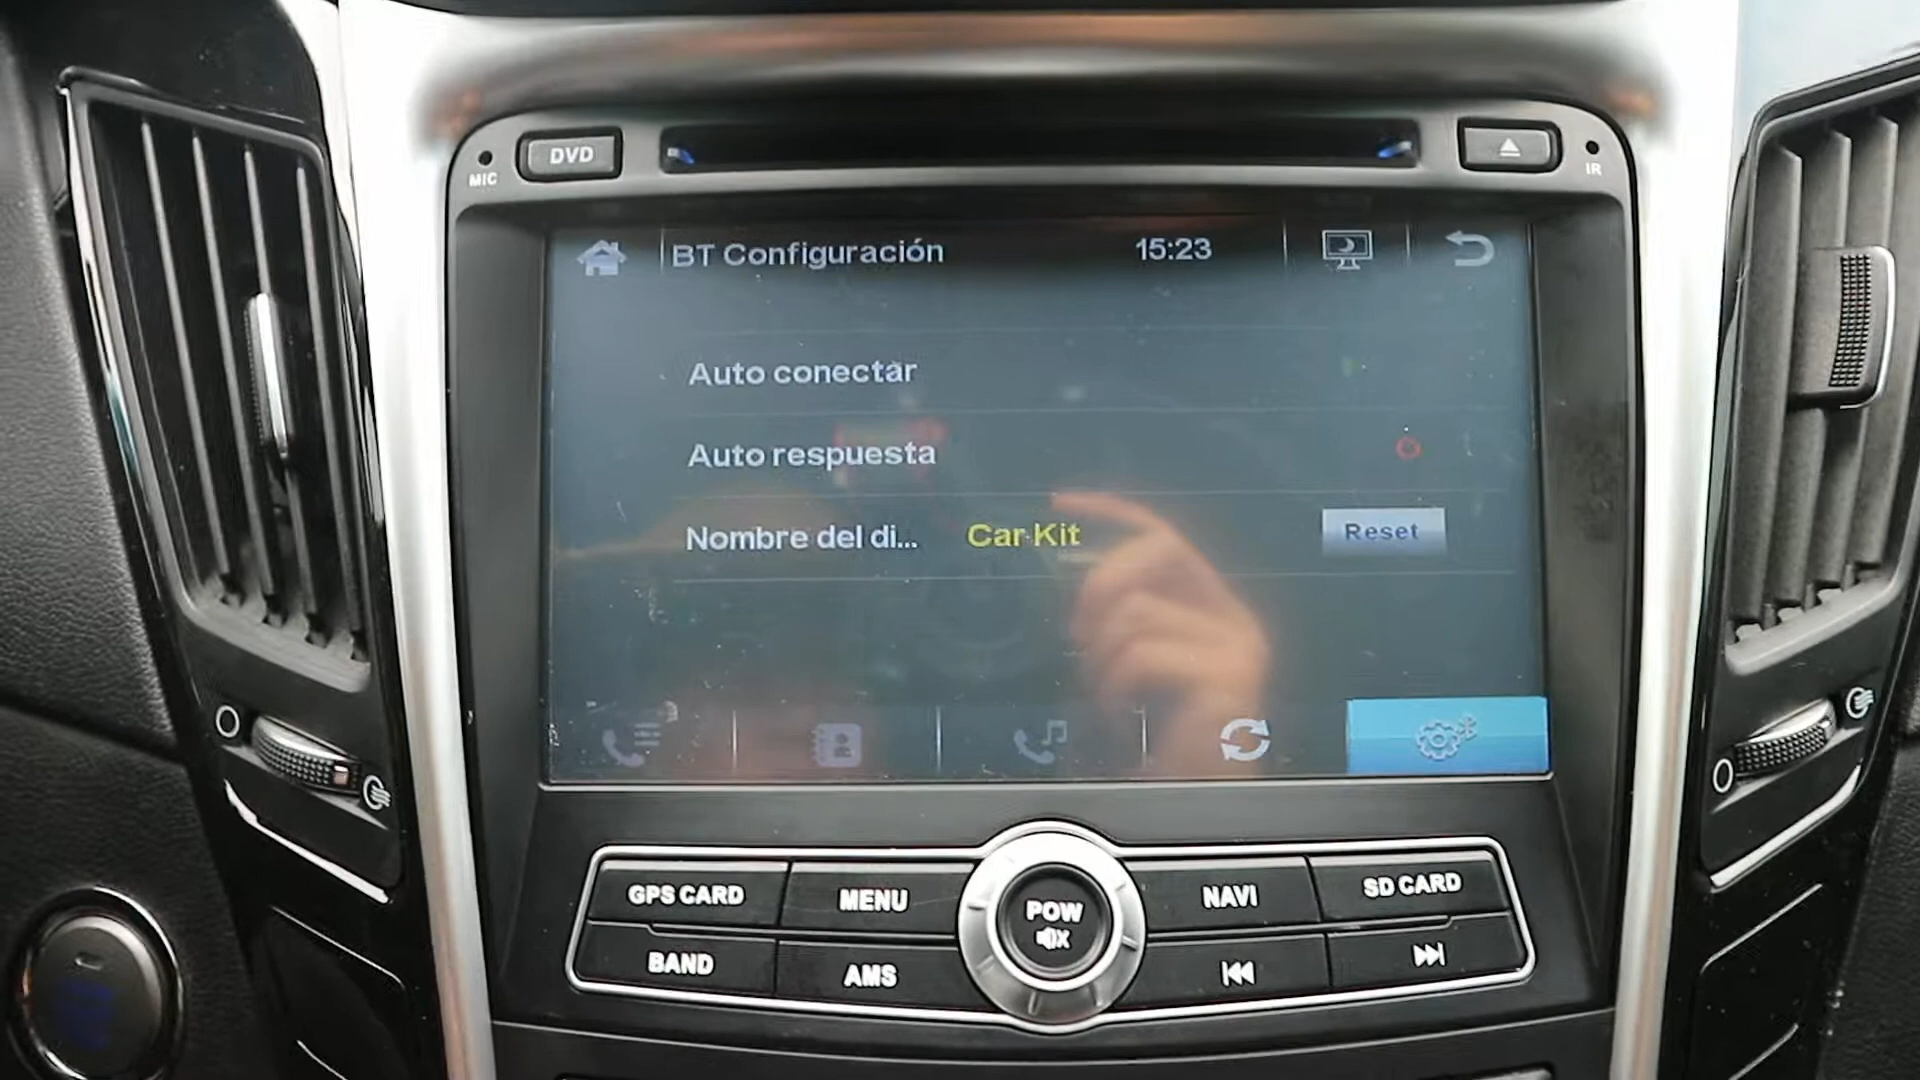 DVD
MIC
IR
BT Configuración 15:23
Auto conectar
Auto respuesta
Nombre del di... Car Kit Reset
GPS CARD MENU POW NAVI SD CARD
BAND AMS